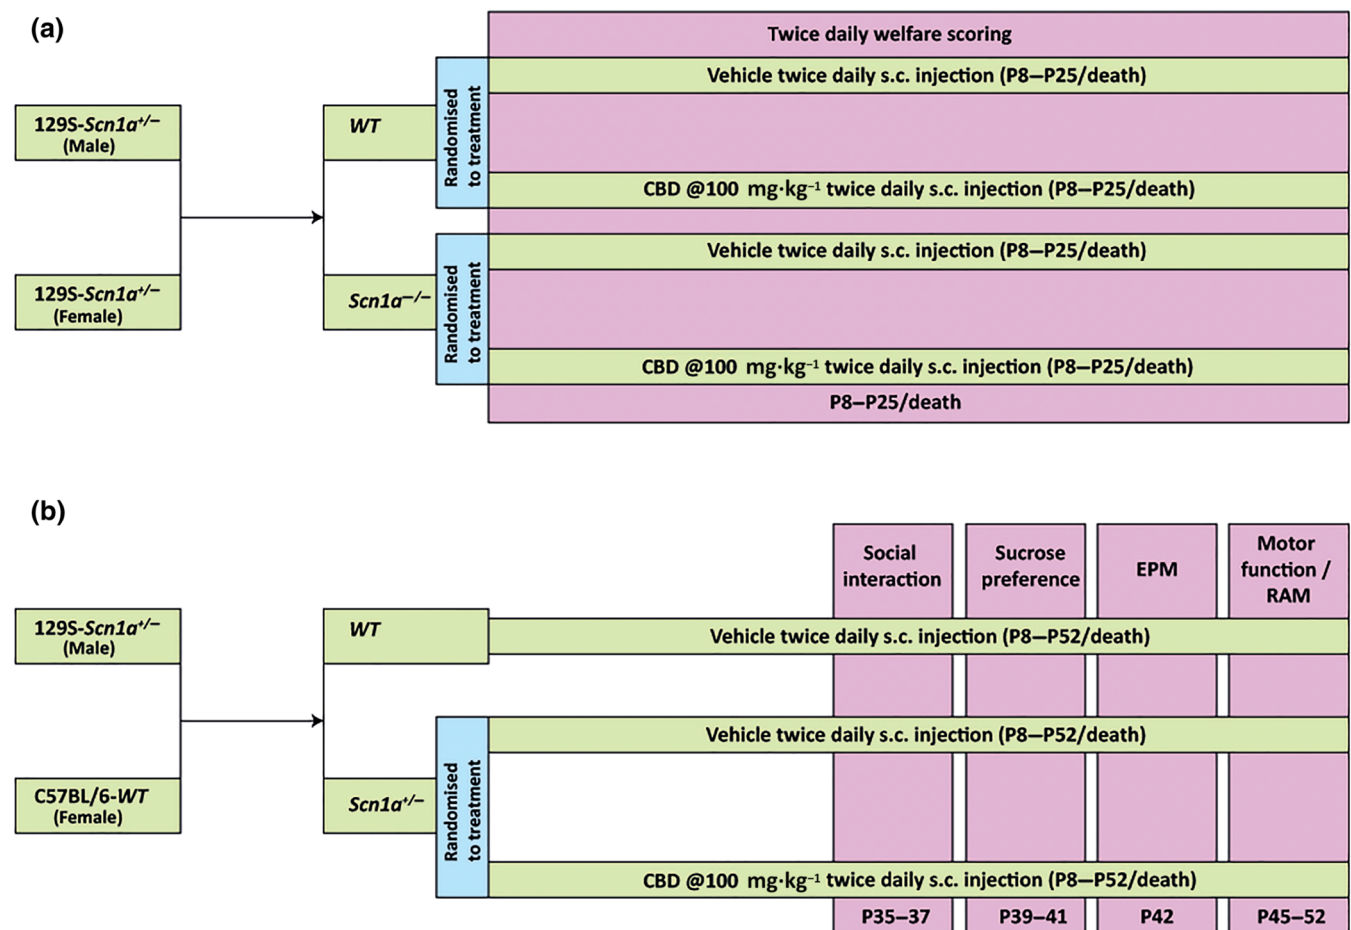 (a)
Twice daily welfare scoring
Vehicle twice daily s.c. injection (P8–P25/death)
129S-Scn1a⁺/⁻
(Male)
WT
Randomised
to treatment
CBD @100 mg·kg⁻¹ twice daily s.c. injection (P8–P25/death)
Vehicle twice daily s.c. injection (P8–P25/death)
129S-Scn1a⁺/⁻
(Female)
Scn1a⁻/⁻
Randomised
to treatment
CBD @100 mg·kg⁻¹ twice daily s.c. injection (P8–P25/death)
P8–P25/death
(b)
Social
interaction
Sucrose
preference
EPM
Motor
function /
RAM
129S-Scn1a⁺/⁻
(Male)
WT
Vehicle twice daily s.c. injection (P8–P52/death)
Vehicle twice daily s.c. injection (P8–P52/death)
C57BL/6-WT
(Female)
Scn1a⁺/⁻
Randomised
to treatment
CBD @100 mg·kg⁻¹ twice daily s.c. injection (P8–P52/death)
P35–37
P39–41
P42
P45–52